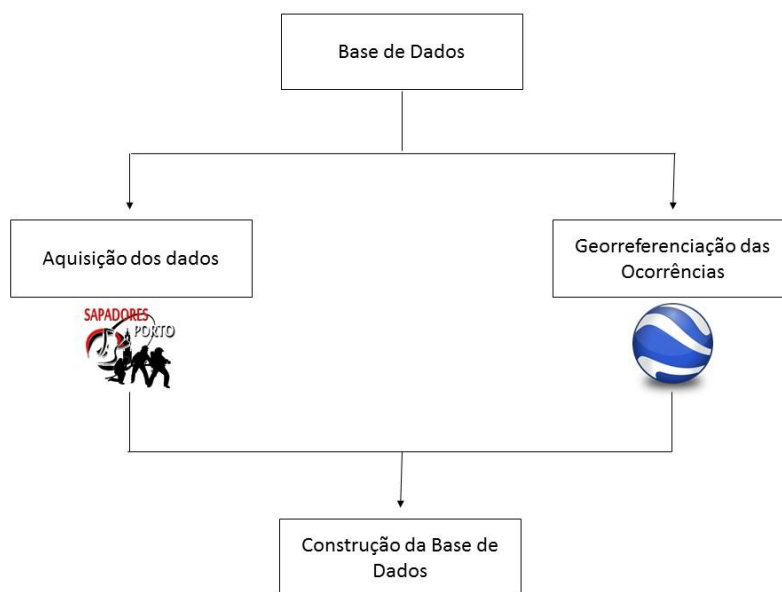 Base de Dados
Aquisição dos dados
Georreferenciação das
Ocorrências
SAPADORES
PORTO
Construção da Base de
Dados